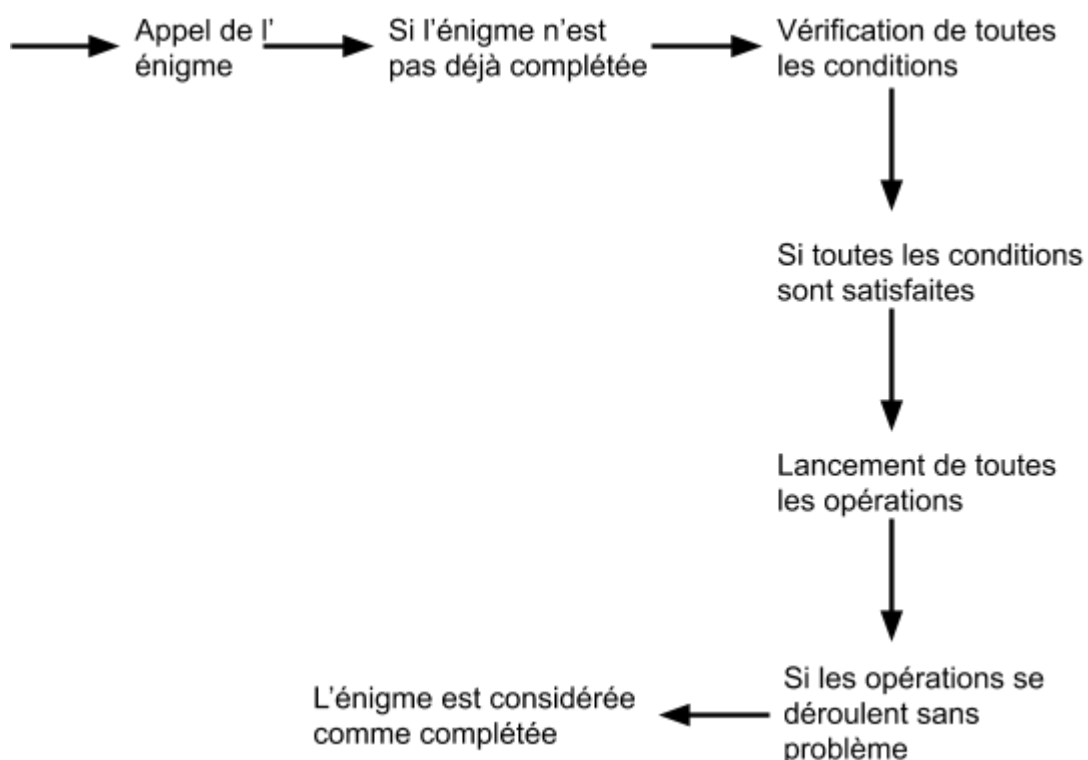 Appel de l'
énigme
Si l'énigme n'est
pas déjà complétée
Vérification de toutes
les conditions
Si toutes les conditions
sont satisfaites
Lancement de toutes
les opérations
Si les opérations se
déroulent sans
problème
L'énigme est considérée
comme complétée